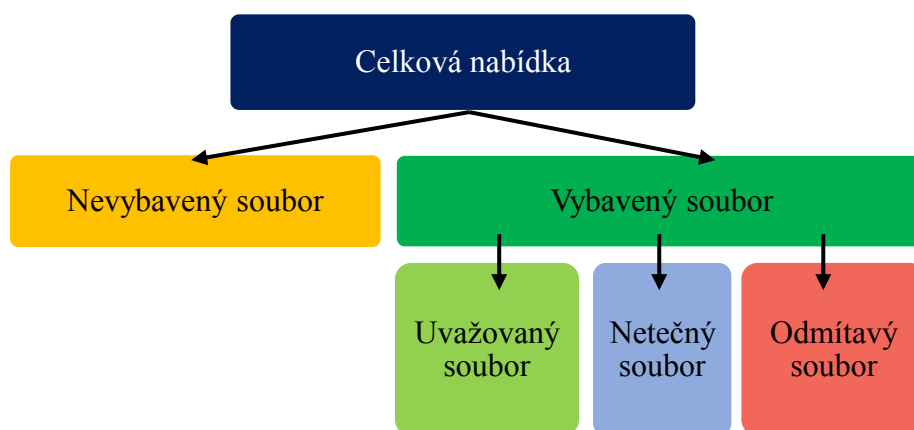 Celková nabídka
Nevybavený soubor
Vybavený soubor
Uvažovaný
soubor
Netečný
soubor
Odmítavý
soubor